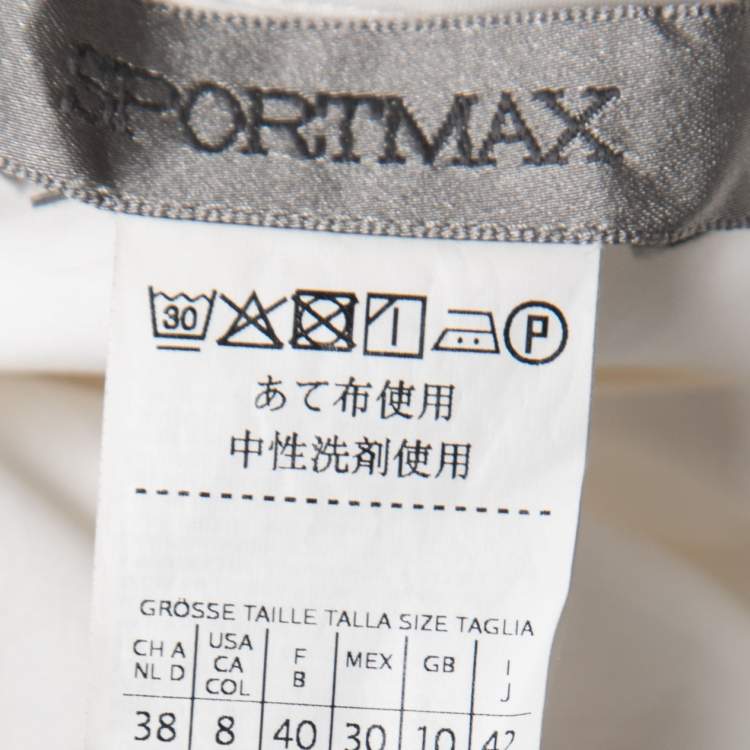 SPORTMAX
30 P
あて布使用
中性洗剤使用
GRÖSSE TAILLE TALLA SIZE TAGLIA
CH A NL D USA CA COL F B MEX GB I J
38 8 40 30 10 42